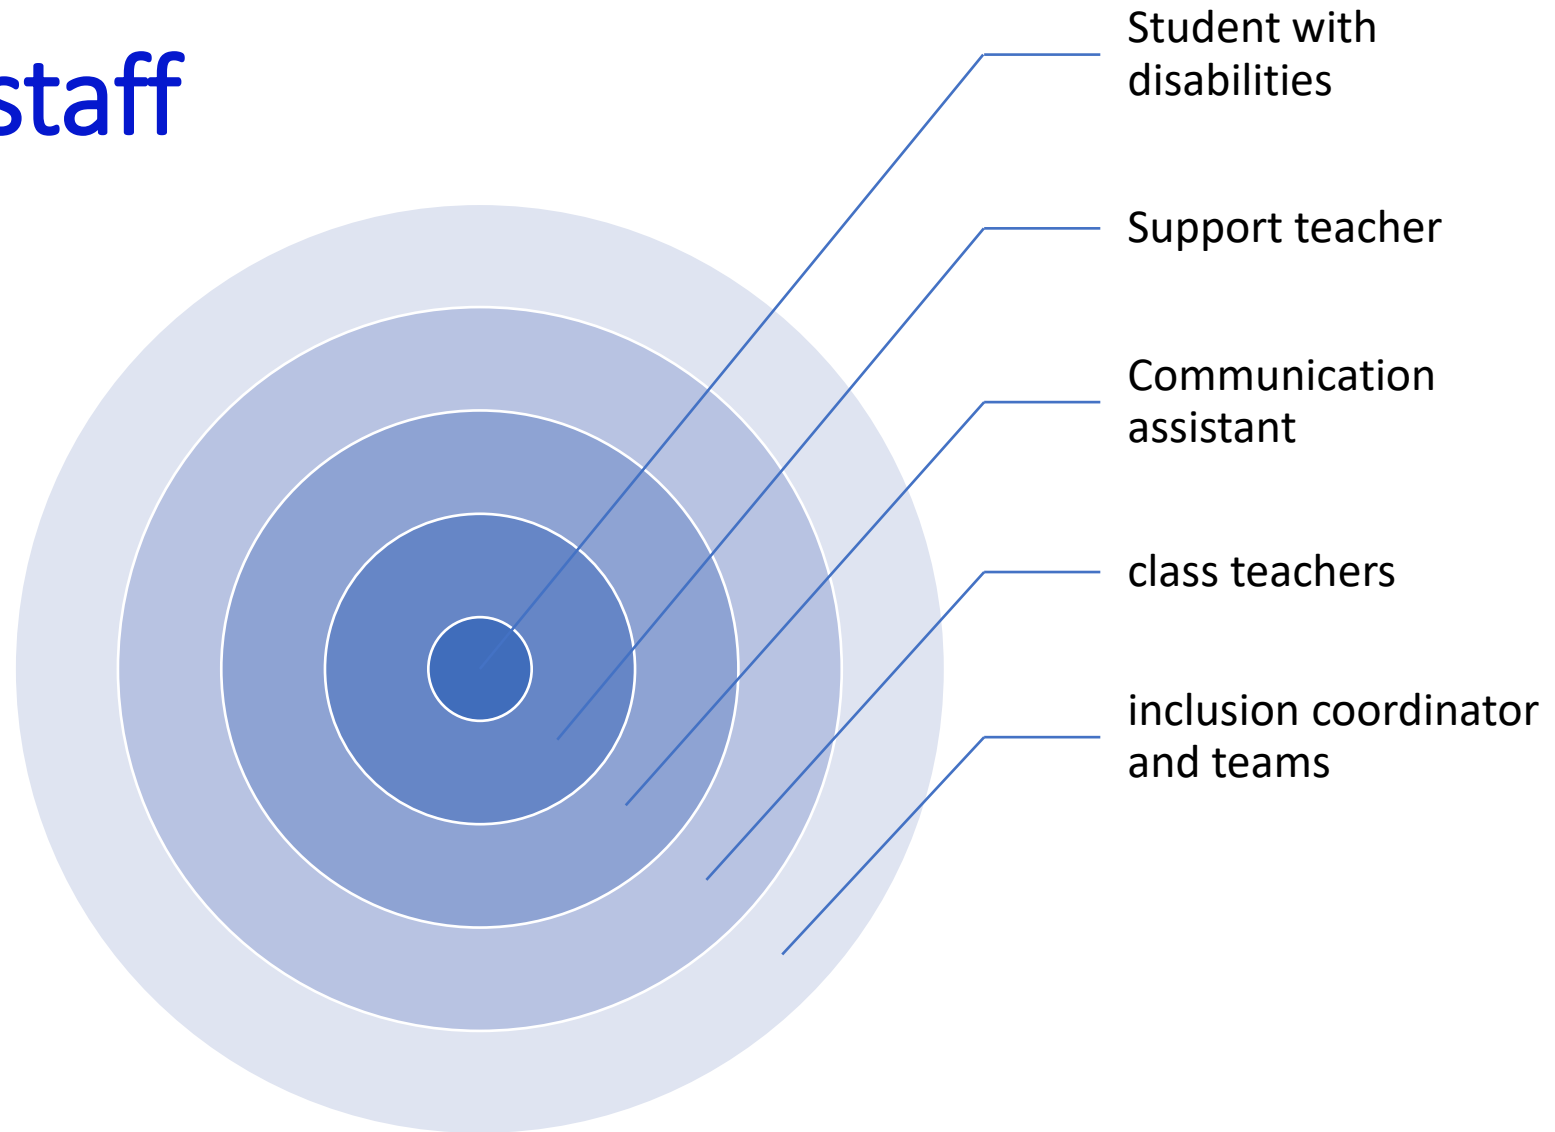 staff
Student with
disabilities
Support teacher
Communication
assistant
class teachers
inclusion coordinator
and teams